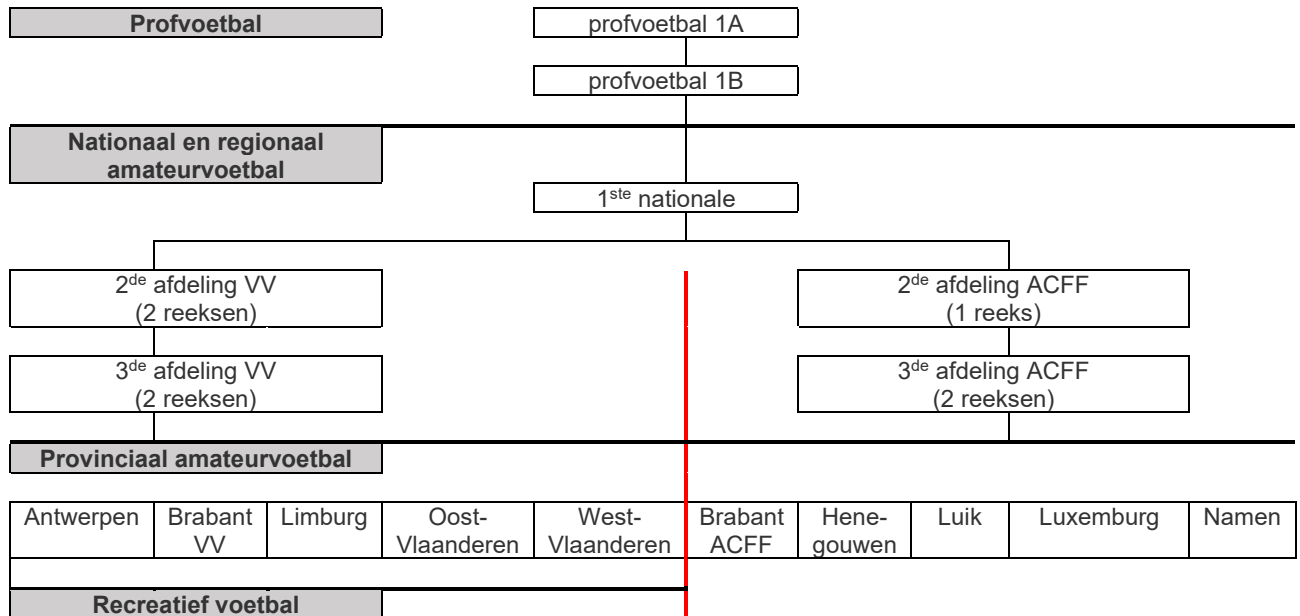 Profvoetbal
profvoetbal 1A
profvoetbal 1B
Nationaal en regionaal
amateurvoetbal
1ste nationale
2de afdeling VV
(2 reeksen)
2de afdeling ACFF
(1 reeks)
3de afdeling VV
(2 reeksen)
3de afdeling ACFF
(2 reeksen)
Provinciaal amateurvoetbal
Antwerpen
Brabant
VV
Limburg
Oost-
Vlaanderen
West-
Vlaanderen
Brabant
ACFF
Hene-
gouwen
Luik
Luxemburg
Namen
Recreatief voetbal